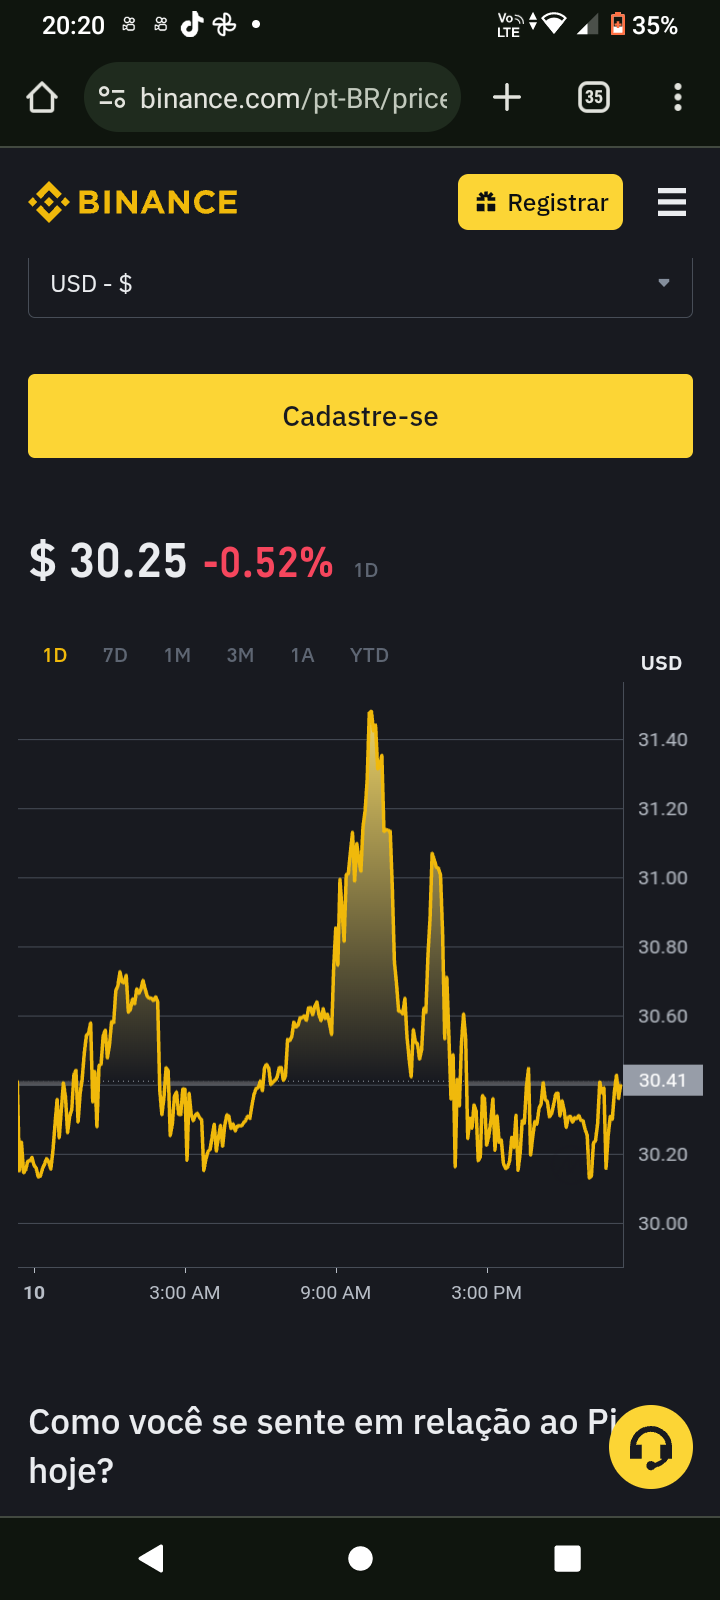 20:20
Vo
LTE
35%
binance.com/pt-BR/price
35
BINANCE
Registrar
USD - $
Cadastre-se
$ 30.25 -0.52% 1D
1D 7D 1M 3M 1A YTD
USD
31.40
31.20
31.00
30.80
30.60
30.41
30.20
30.00
10 3:00 AM 9:00 AM 3:00 PM
Como você se sente em relação ao Pi
hoje?